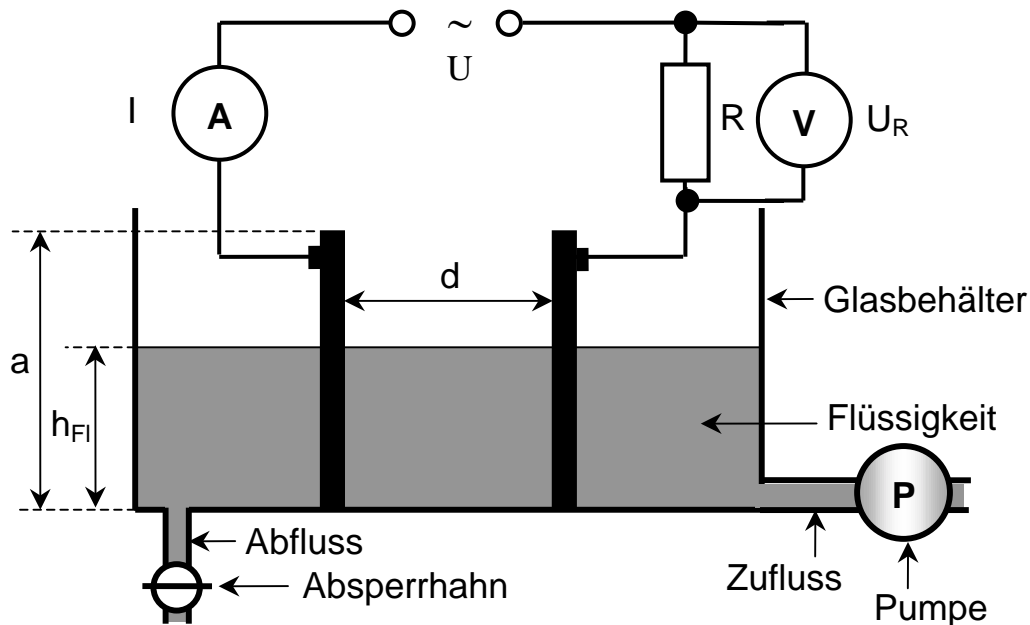 ~
U
I
A
R
V
U_R
d
Glasbehälter
a
h_Fl
Flüssigkeit
P
Abfluss
Zufluss
Absperrhahn
Pumpe